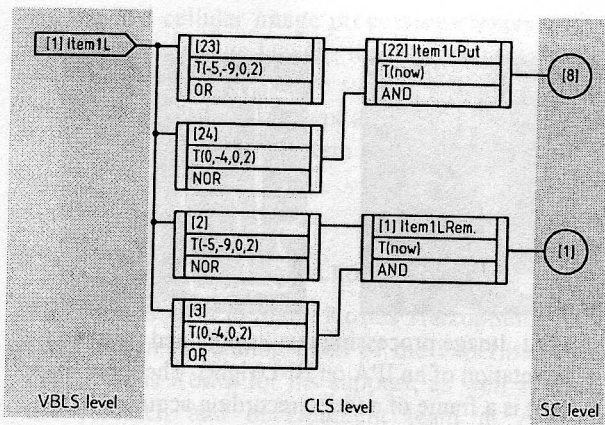 [1] Item1L
[23]
T(-5,-9,0,2)
OR
[22] Item1LPut
T(now)
AND
[8]
[24]
T(0,-4,0,2)
NOR
[2]
T(-5,-9,0,2)
NOR
[1] Item1LRem.
T(now)
AND
[1]
[3]
T(0,-4,0,2)
OR
VBLS level
CLS level
SC level